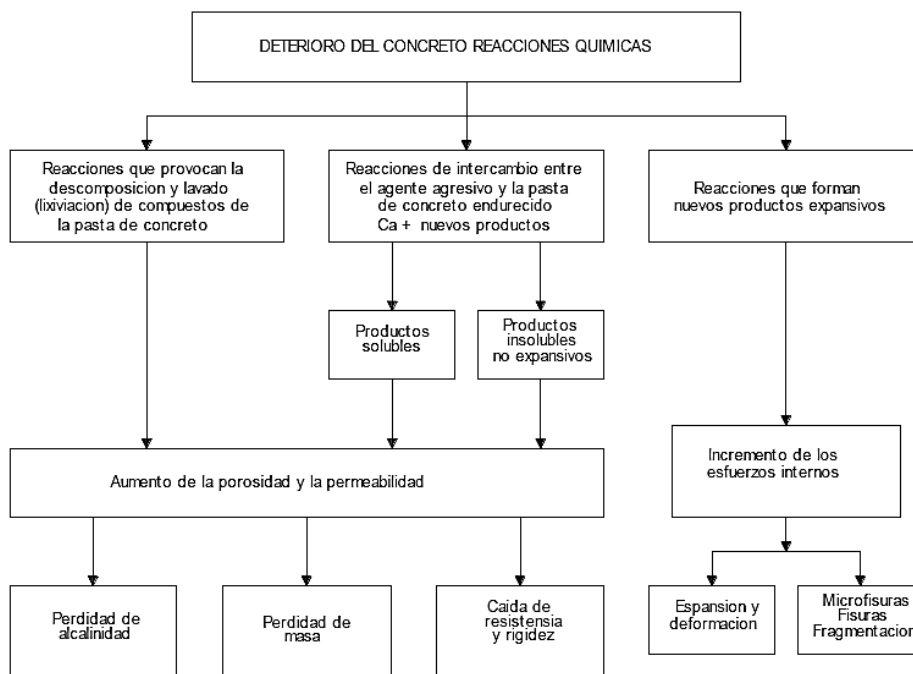 DETERIORO DEL CONCRETO REACCIONES QUIMICAS
Reacciones que provocan la
descomposicion y lavado
(lixiviacion) de compuestos de
la pasta de concreto
Reacciones de intercambio entre
el agente agresivo y la pasta
de concreto endurecido
Ca + nuevos productos
Reacciones que forman
nuevos productos expansivos
Productos
solubles
Productos
insolubles
no expansivos
Aumento de la porosidad y la permeabilidad
Incremento de los
esfuerzos internos
Perdidad de
alcalinidad
Perdidad de
masa
Caida de
resistensia
y rigidez
Espansion y
deformacion
Microfisuras
Fisuras
Fragmentacion